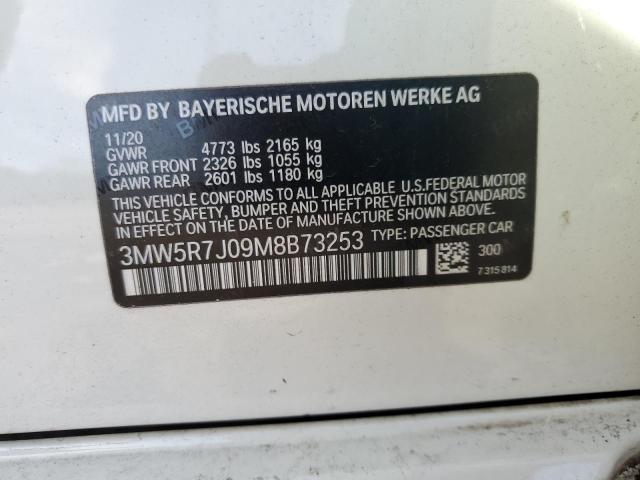 MFD BY BAYERISCHE MOTOREN WERKE AG
11/20
GVWR 4773 lbs 2165 kg
GAWR FRONT 2326 lbs 1055 kg
GAWR REAR 2601 lbs 1180 kg
THIS VEHICLE CONFORMS TO ALL APPLICABLE U.S.FEDERAL MOTOR
VEHICLE SAFETY, BUMPER AND THEFT PREVENTION STANDARDS
IN EFFECT ON THE DATE OF MANUFACTURE SHOWN ABOVE.
3MW5R7J09M8B73253 TYPE: PASSENGER CAR
300
7315814